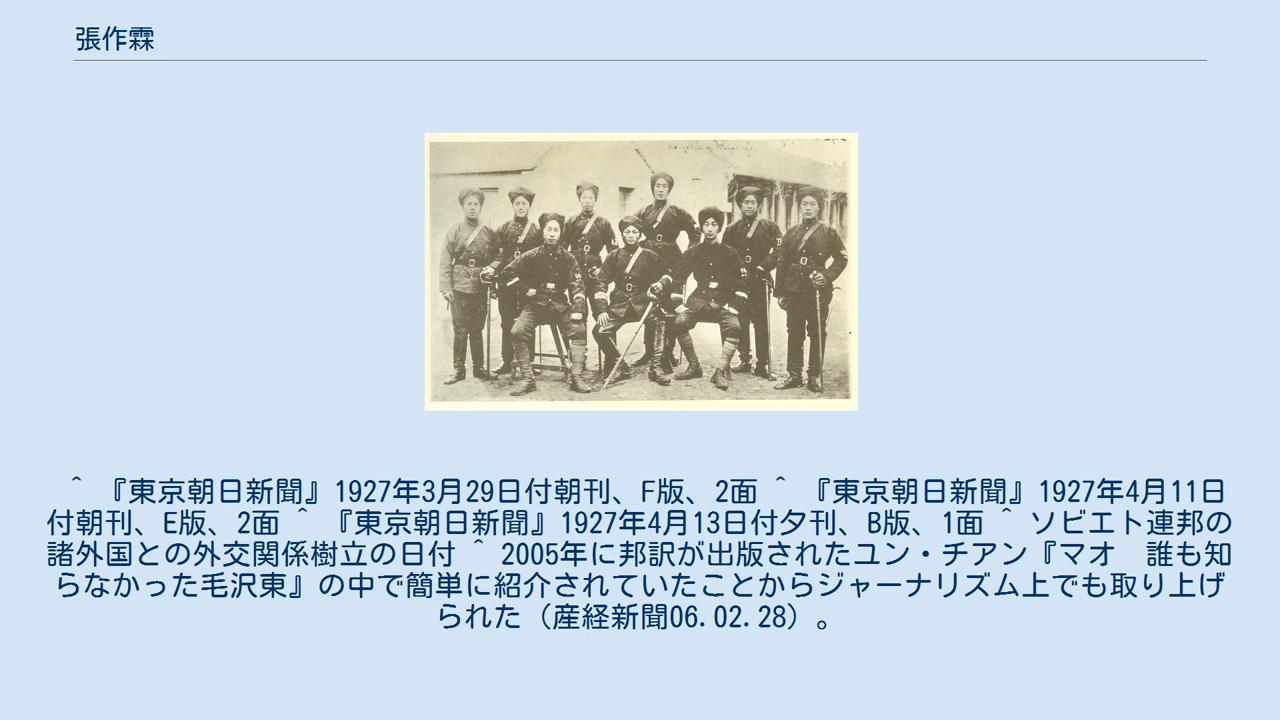 張作霖
^ 『東京朝日新聞』1927年3月29日付朝刊、F版、2面 ^ 『東京朝日新聞』1927年4月11日
付朝刊、E版、2面 ^ 『東京朝日新聞』1927年4月13日付夕刊、B版、1面 ^ ソビエト連邦の
諸外国との外交関係樹立の日付 ^ 2005年に邦訳が出版されたユン・チアン『マオ　誰も知
らなかった毛沢東』の中で簡単に紹介されていたことからジャーナリズム上でも取り上げ
られた（産経新聞06.02.28）。